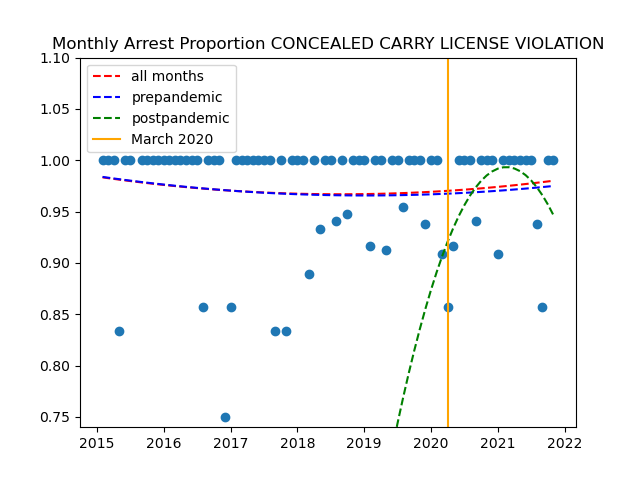 Monthly Arrest Proportion CONCEALED CARRY LICENSE VIOLATION
1.10
1.05
1.00
0.95
0.90
0.85
0.80
0.75
all months
prepandemic
postpandemic
March 2020
2015 2016 2017 2018 2019 2020 2021 2022